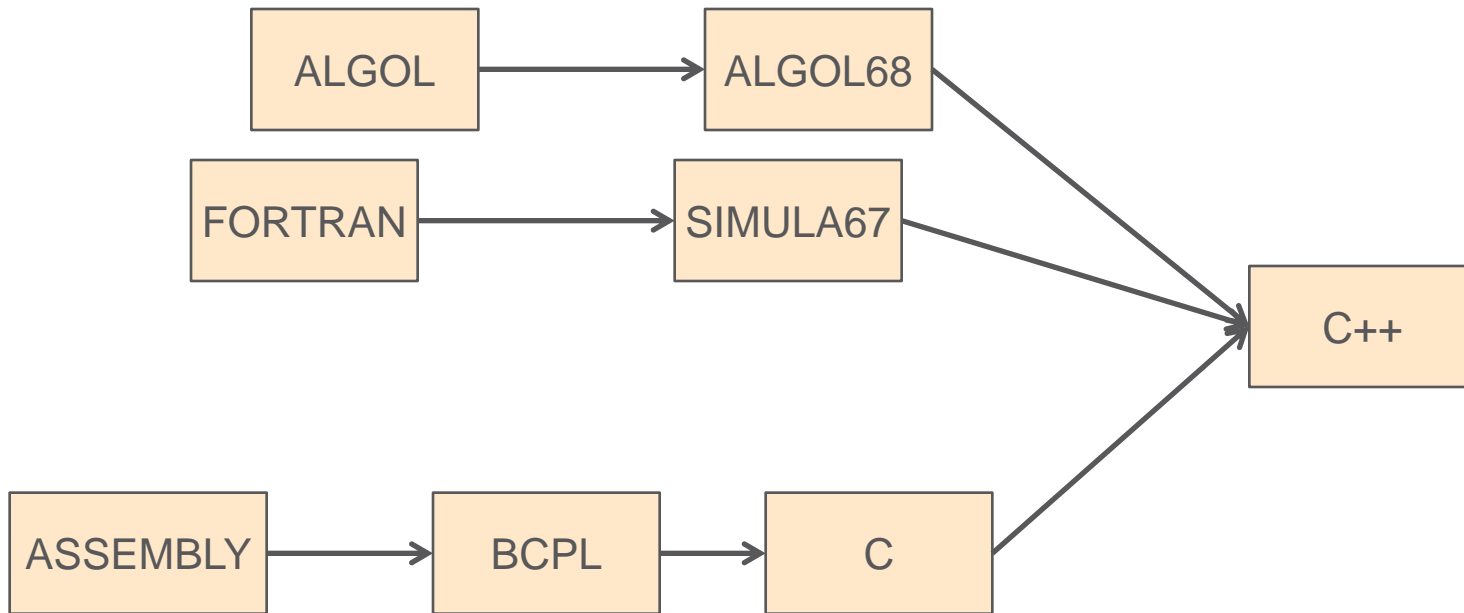 ALGOL
ALGOL68
FORTRAN
SIMULA67
C++
ASSEMBLY
BCPL
C